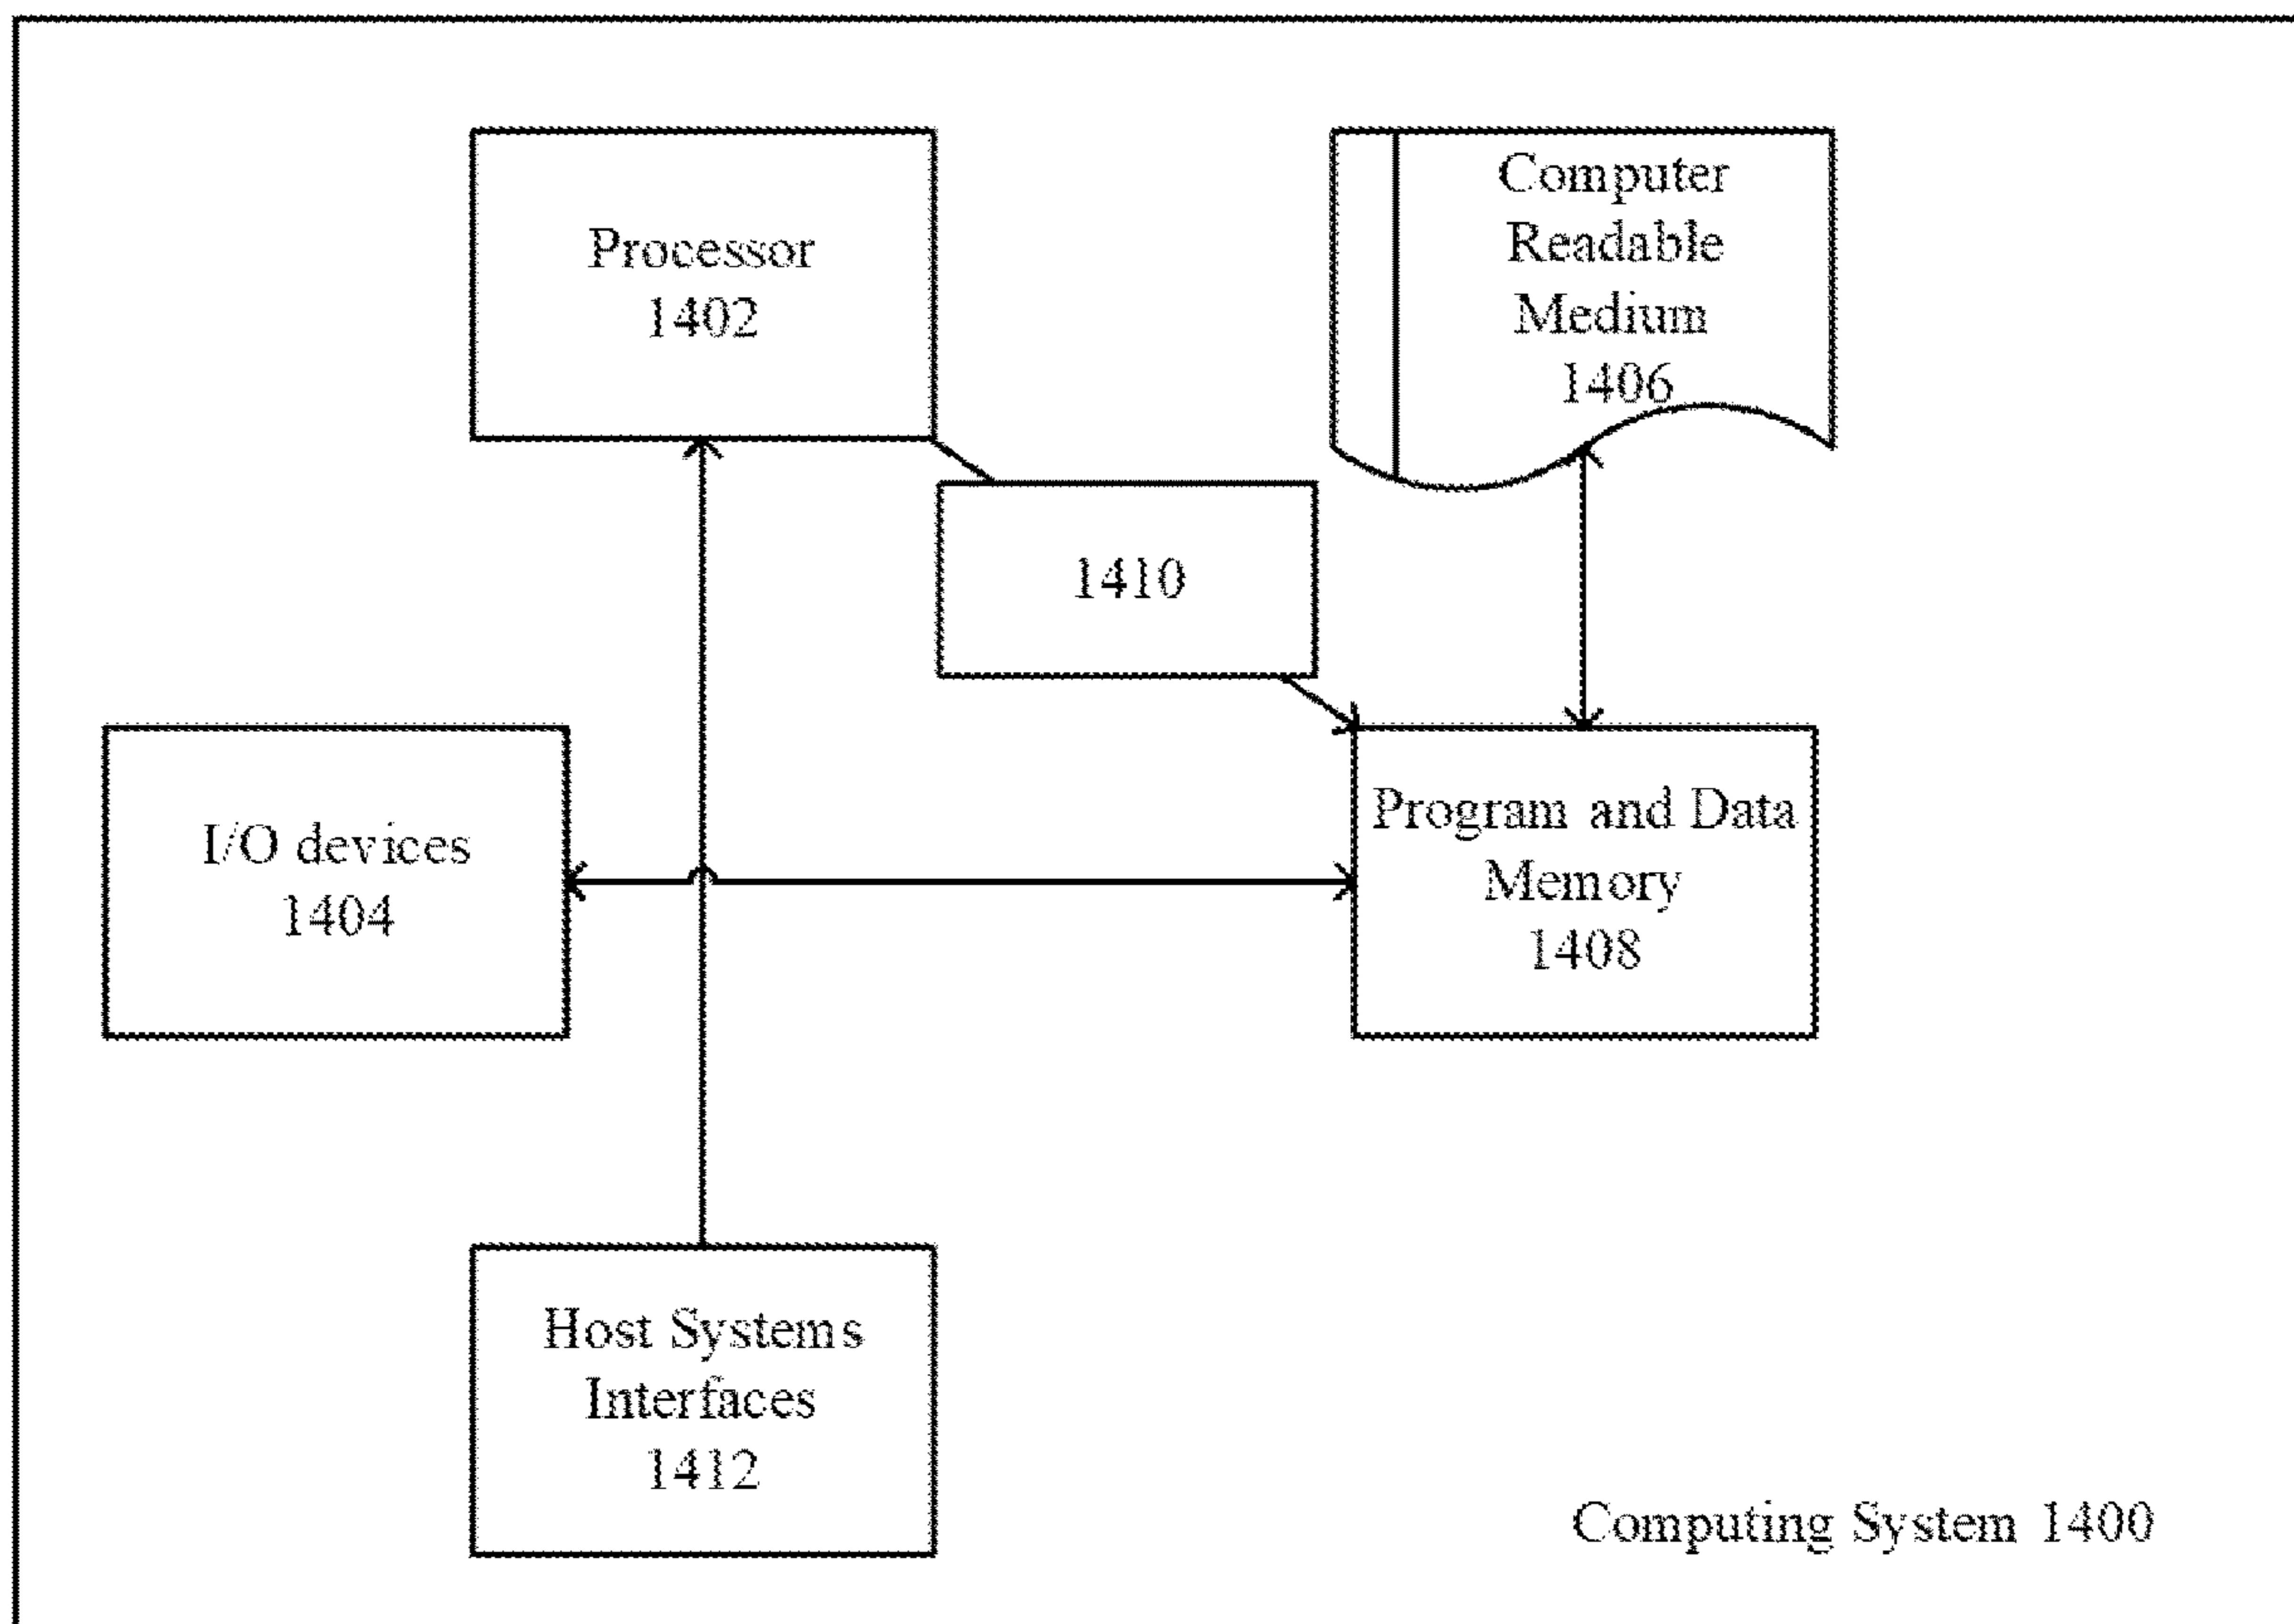 Processor
1402
Computer
Readable
Medium
1406
1410
I/O devices
1404
Program and Data
Memory
1408
Host Systems
Interfaces
1412
Computing System 1400